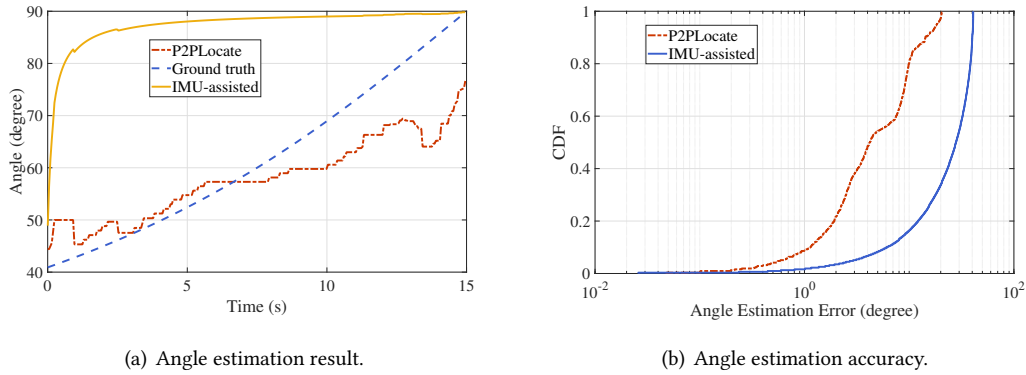 90
80
70
60
50
40
Angle (degree)
P2PLocate
Ground truth
IMU-assisted
0
5
10
15
Time (s)
(a) Angle estimation result.
1
0.8
0.6
0.4
0.2
0
CDF
P2PLocate
IMU-assisted
10-2
100
101
102
Angle Estimation Error (degree)
(b) Angle estimation accuracy.